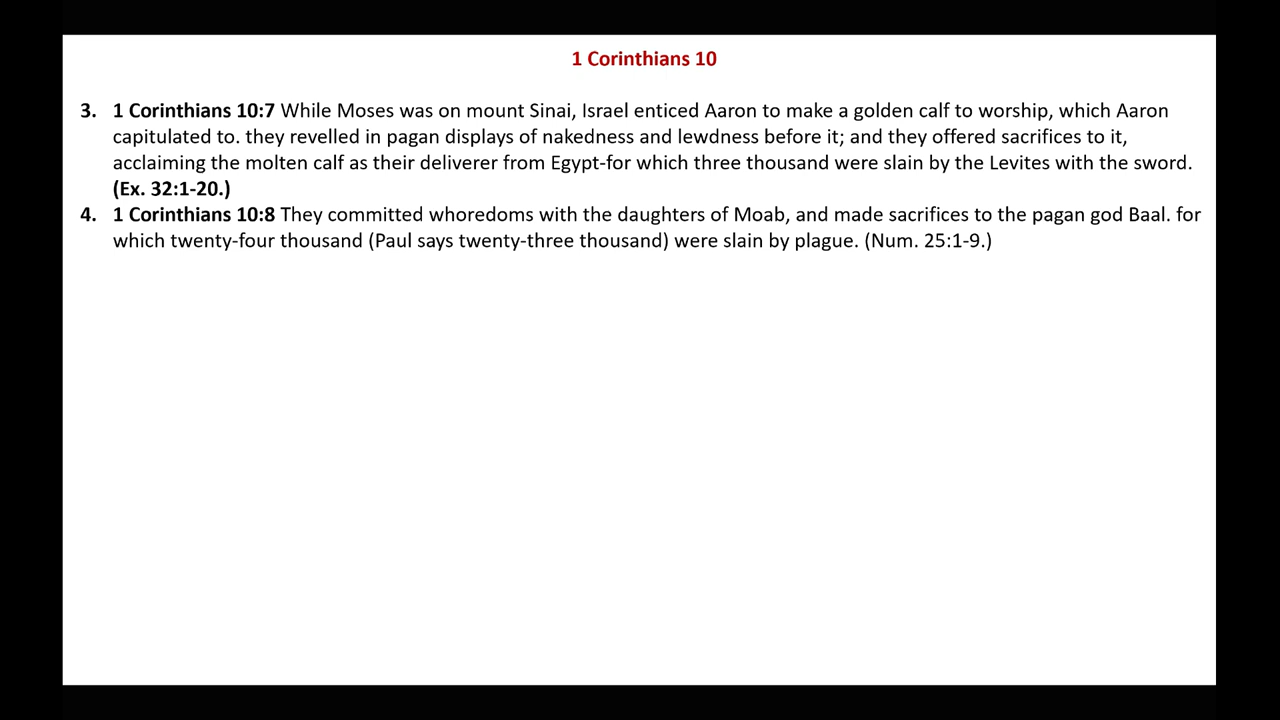 1 Corinthians 10
3. 1 Corinthians 10:7 While Moses was on mount Sinai, Israel enticed Aaron to make a golden calf to worship, which Aaron
capitulated to. they revelled in pagan displays of nakedness and lewdness before it; and they offered sacrifices to it,
acclaiming the molten calf as their deliverer from Egypt-for which three thousand were slain by the Levites with the sword.
(Ex. 32:1-20.)
4. 1 Corinthians 10:8 They committed whoredoms with the daughters of Moab, and made sacrifices to the pagan god Baal. for
which twenty-four thousand (Paul says twenty-three thousand) were slain by plague. (Num. 25:1-9.)